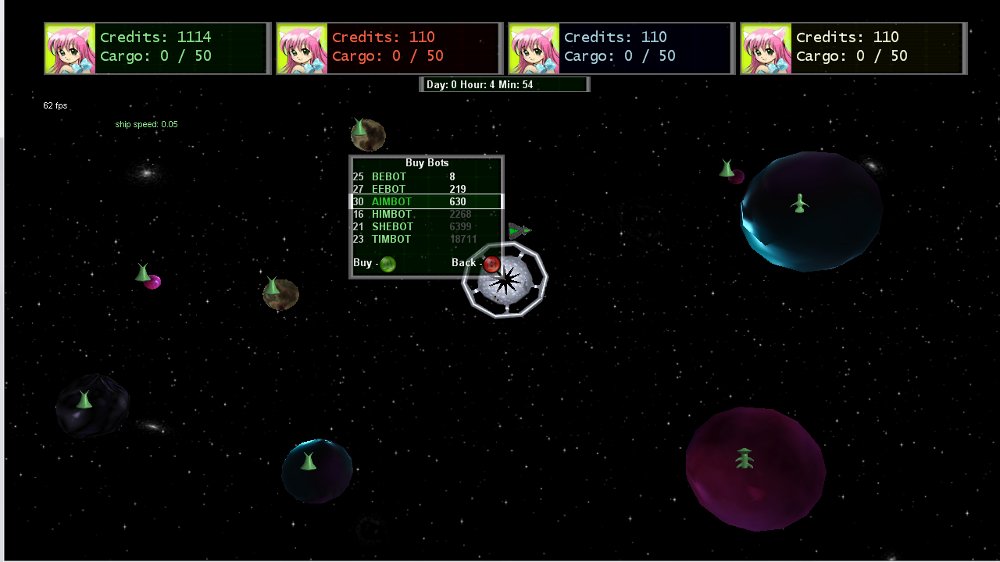 Credits: 1114
Cargo: 0 / 50
Credits: 110
Cargo: 0 / 50
Credits: 110
Cargo: 0 / 50
Credits: 110
Cargo: 0 / 50
Day: 0 Hour: 4 Min: 54
62 fps
ship speed: 0.05
Buy Bots
25 BEBOT 8
27 EEBOT 219
30 AIMBOT 630
16 HIMBOT 2268
21 SHEBOT 6399
23 TIMBOT 18711
Buy - Back -